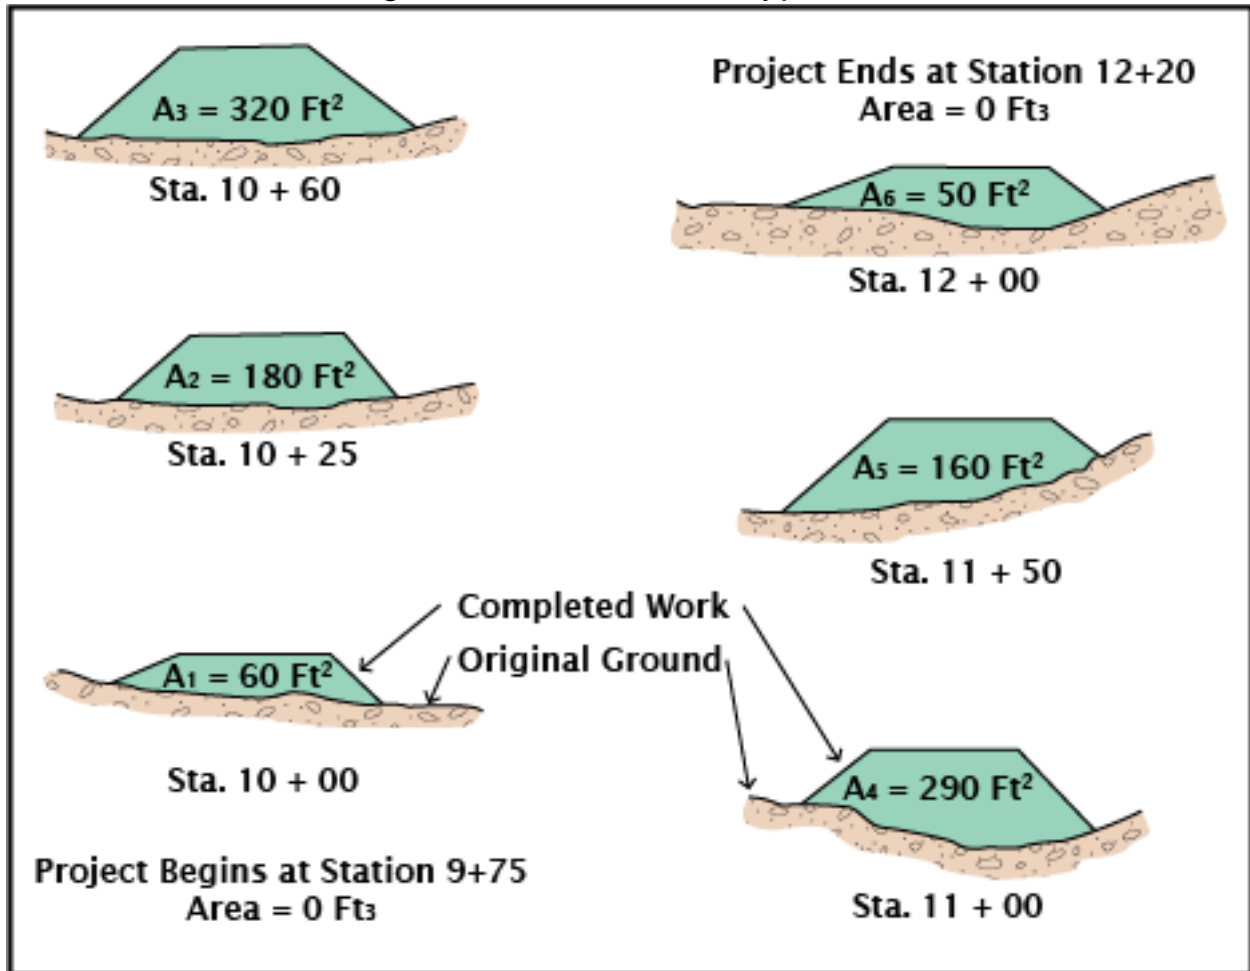 A3 = 320 Ft²
Sta. 10 + 60
A2 = 180 Ft²
Sta. 10 + 25
A1 = 60 Ft²
Sta. 10 + 00
Project Begins at Station 9+75
Area = 0 Ft3
Completed Work
Original Ground
Project Ends at Station 12+20
Area = 0 Ft3
A6 = 50 Ft²
Sta. 12 + 00
A5 = 160 Ft²
Sta. 11 + 50
A4 = 290 Ft²
Sta. 11 + 00